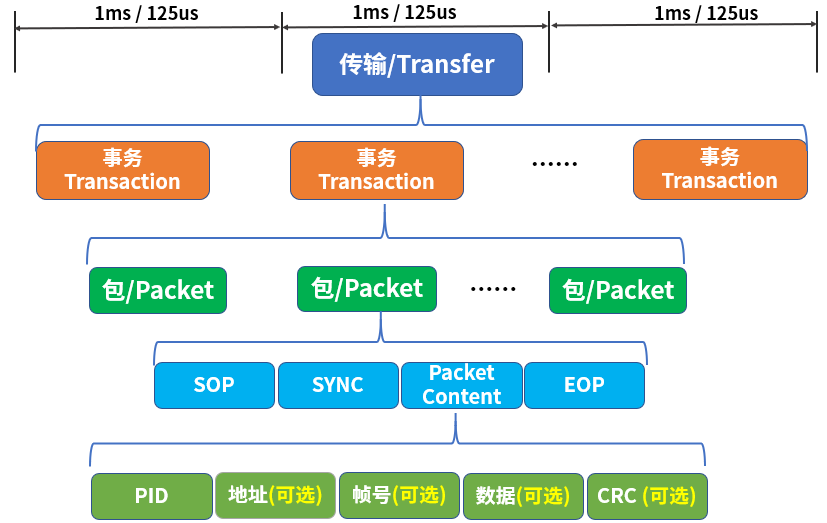 1ms / 125us
1ms / 125us
1ms / 125us
传输/Transfer
事务
Transaction
事务
Transaction
……
事务
Transaction
包/Packet
包/Packet
……
包/Packet
SOP
SYNC
Packet
Content
EOP
PID
地址(可选)
帧号(可选)
数据(可选)
CRC (可选)